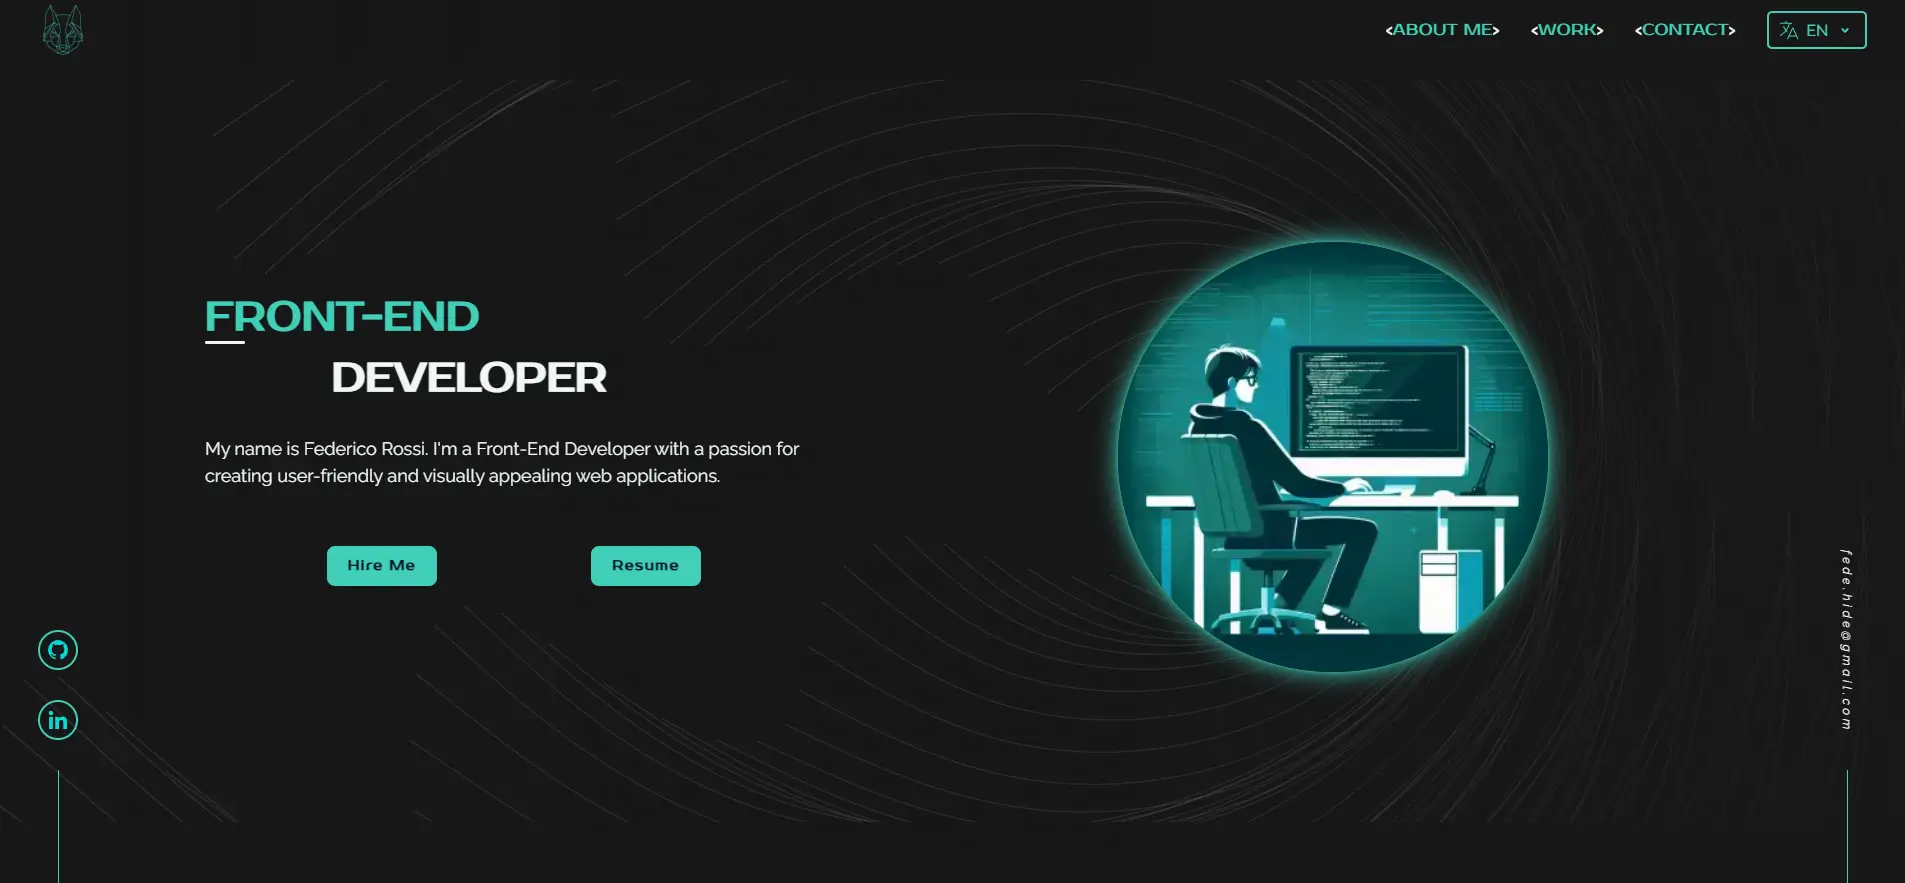 <ABOUT ME>
<WORK>
<CONTACT>
EN
FRONT-END
DEVELOPER
My name is Federico Rossi. I'm a Front-End Developer with a passion for
creating user-friendly and visually appealing web applications.
Hire Me
Resume
in
fede.hide@gmail.com